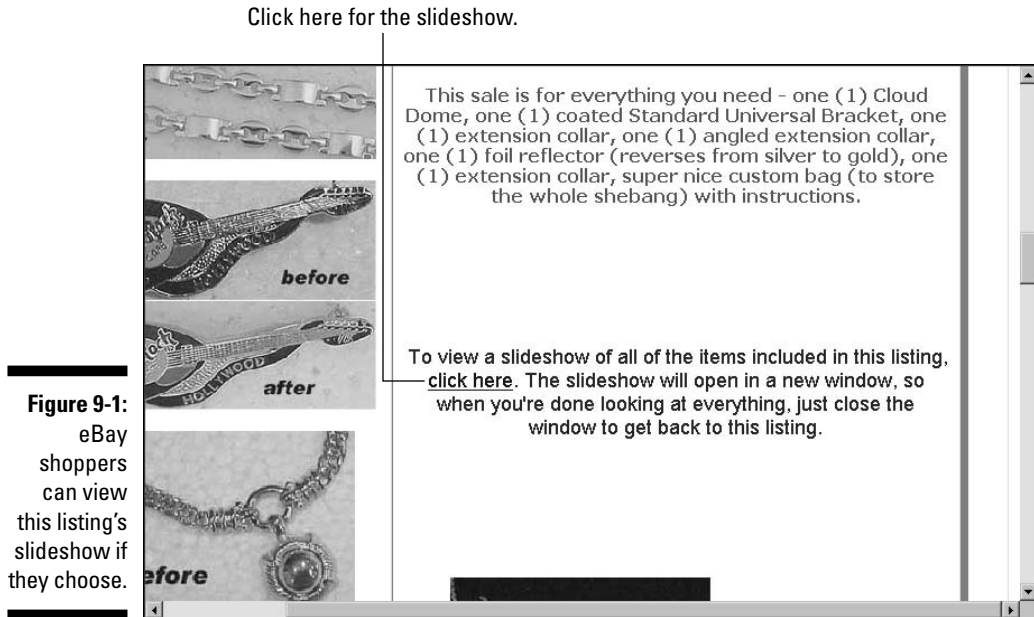 Click here for the slideshow.
This sale is for everything you need - one (1) Cloud
Dome, one (1) coated Standard Universal Bracket, one
(1) extension collar, one (1) angled extension collar,
one (1) foil reflector (reverses from silver to gold), one
(1) extension collar, super nice custom bag (to store
the whole shebang) with instructions.
before
HOLLYWOOD
after
To view a slideshow of all of the items included in this listing,
click here. The slideshow will open in a new window, so
when you're done looking at everything, just close the
window to get back to this listing.
efore
Figure 9-1:
eBay
shoppers
can view
this listing's
slideshow if
they choose.